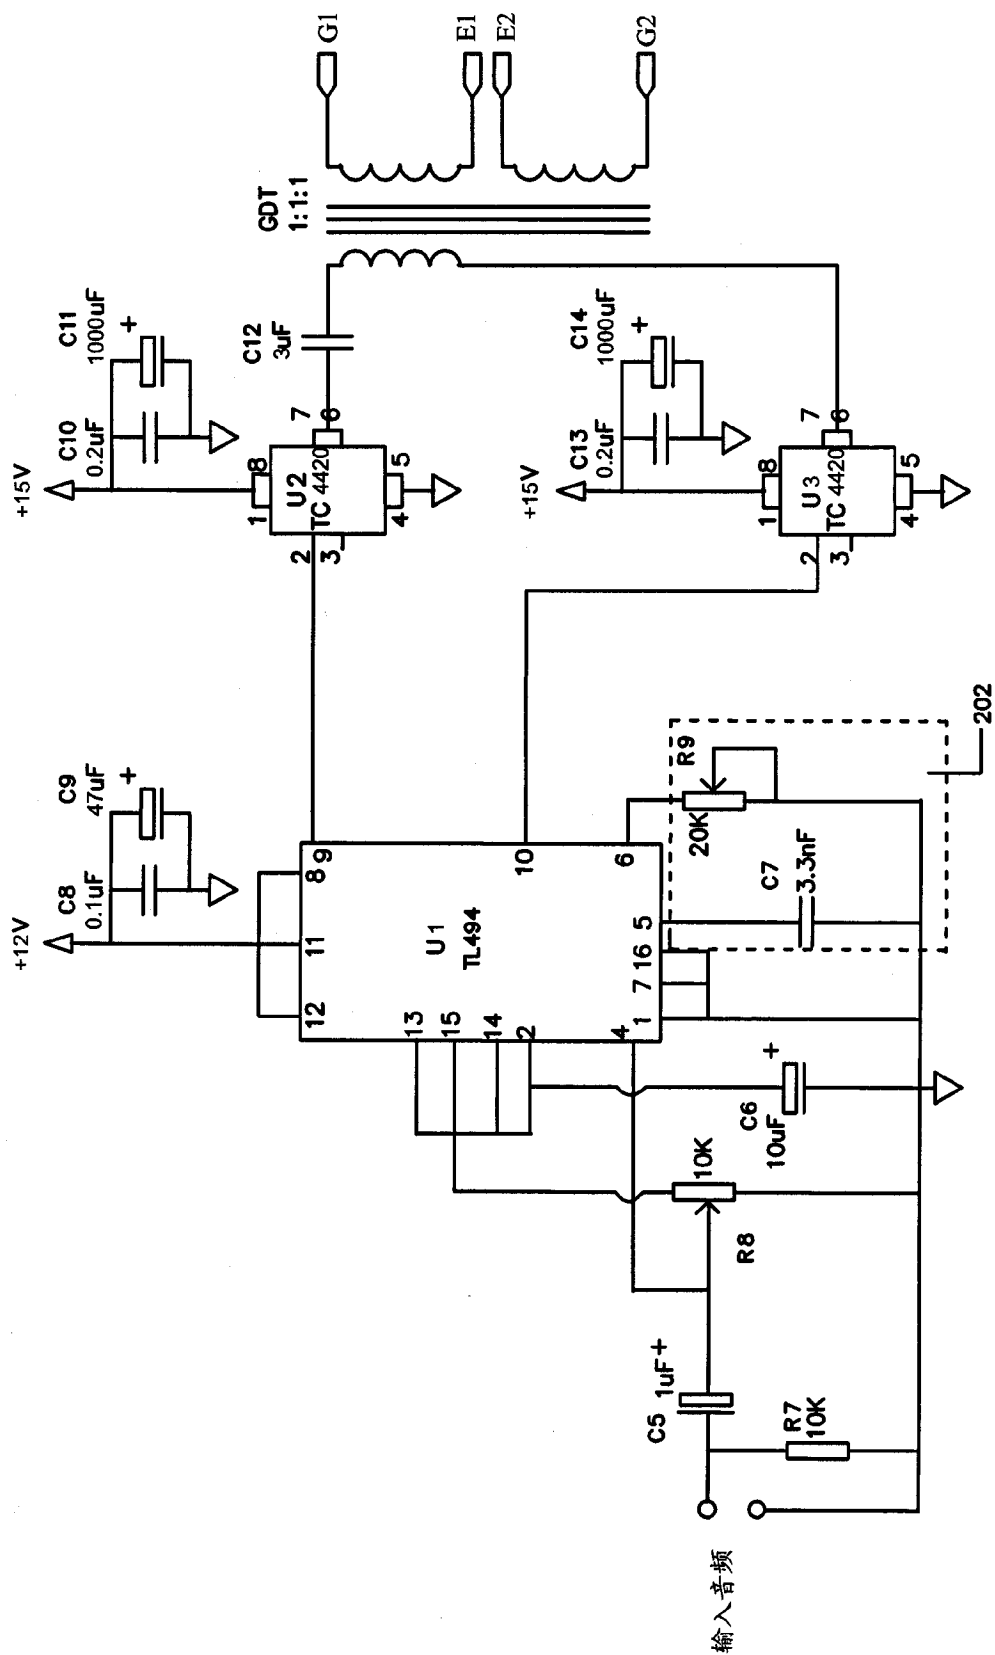 +12V
C8
0.1uF
C9
47uF
+
+15V
C10
0.2uF
C11
1000uF
+
12
11
8
U1
TL494
13
15
14
2
4
1
7
16
5
6
9
10
1
8
2
3
U2
TC 4420
7
6
4
5
C12
3uF
GDT
1:1:1
G1
E1
E2
G2
+15V
C13
0.2uF
C14
1000uF
+
1
8
2
3
U3
TC 4420
7
6
4
5
输入音频
C5
1uF
+
R7
10K
R8
10K
C6
10uF
+
C7
3.3nF
R9
20K
202